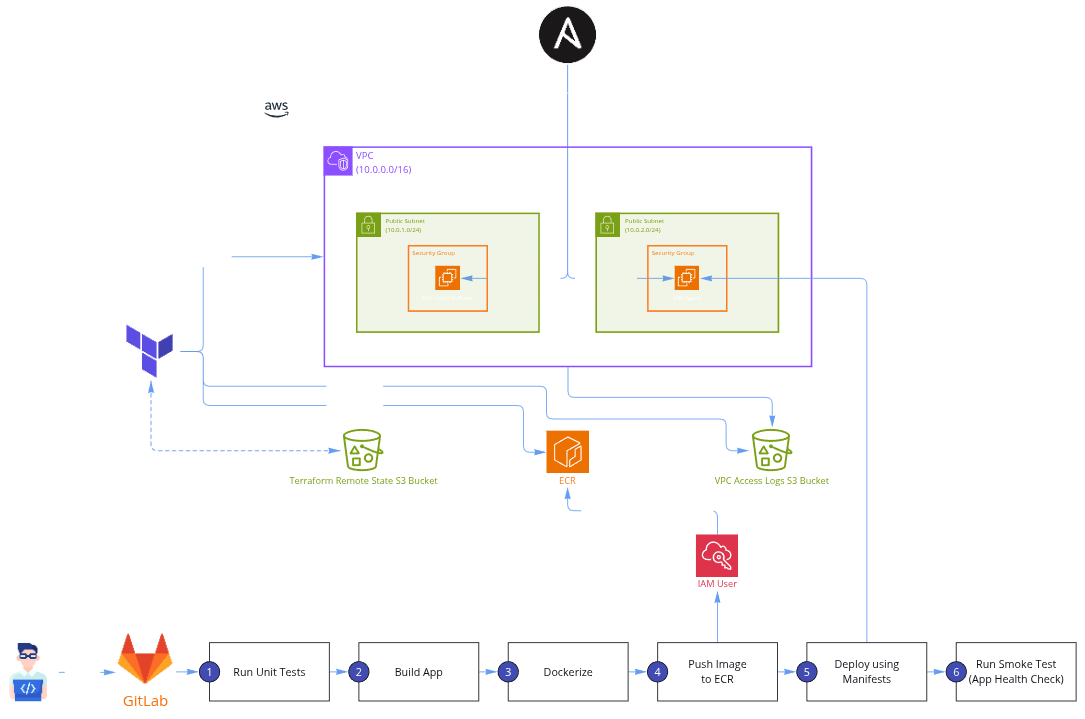 aws
VPC
(10.0.0.0/16)
Public Subnet
(10.0.1.0/24)
Security Group
Public Subnet
(10.0.2.0/24)
Security Group
Terraform Remote State S3 Bucket
ECR
VPC Access Logs S3 Bucket
IAM User
GitLab
1
Run Unit Tests
2
Build App
3
Dockerize
4
Push Image
to ECR
5
Deploy using
Manifests
6
Run Smoke Test
(App Health Check)